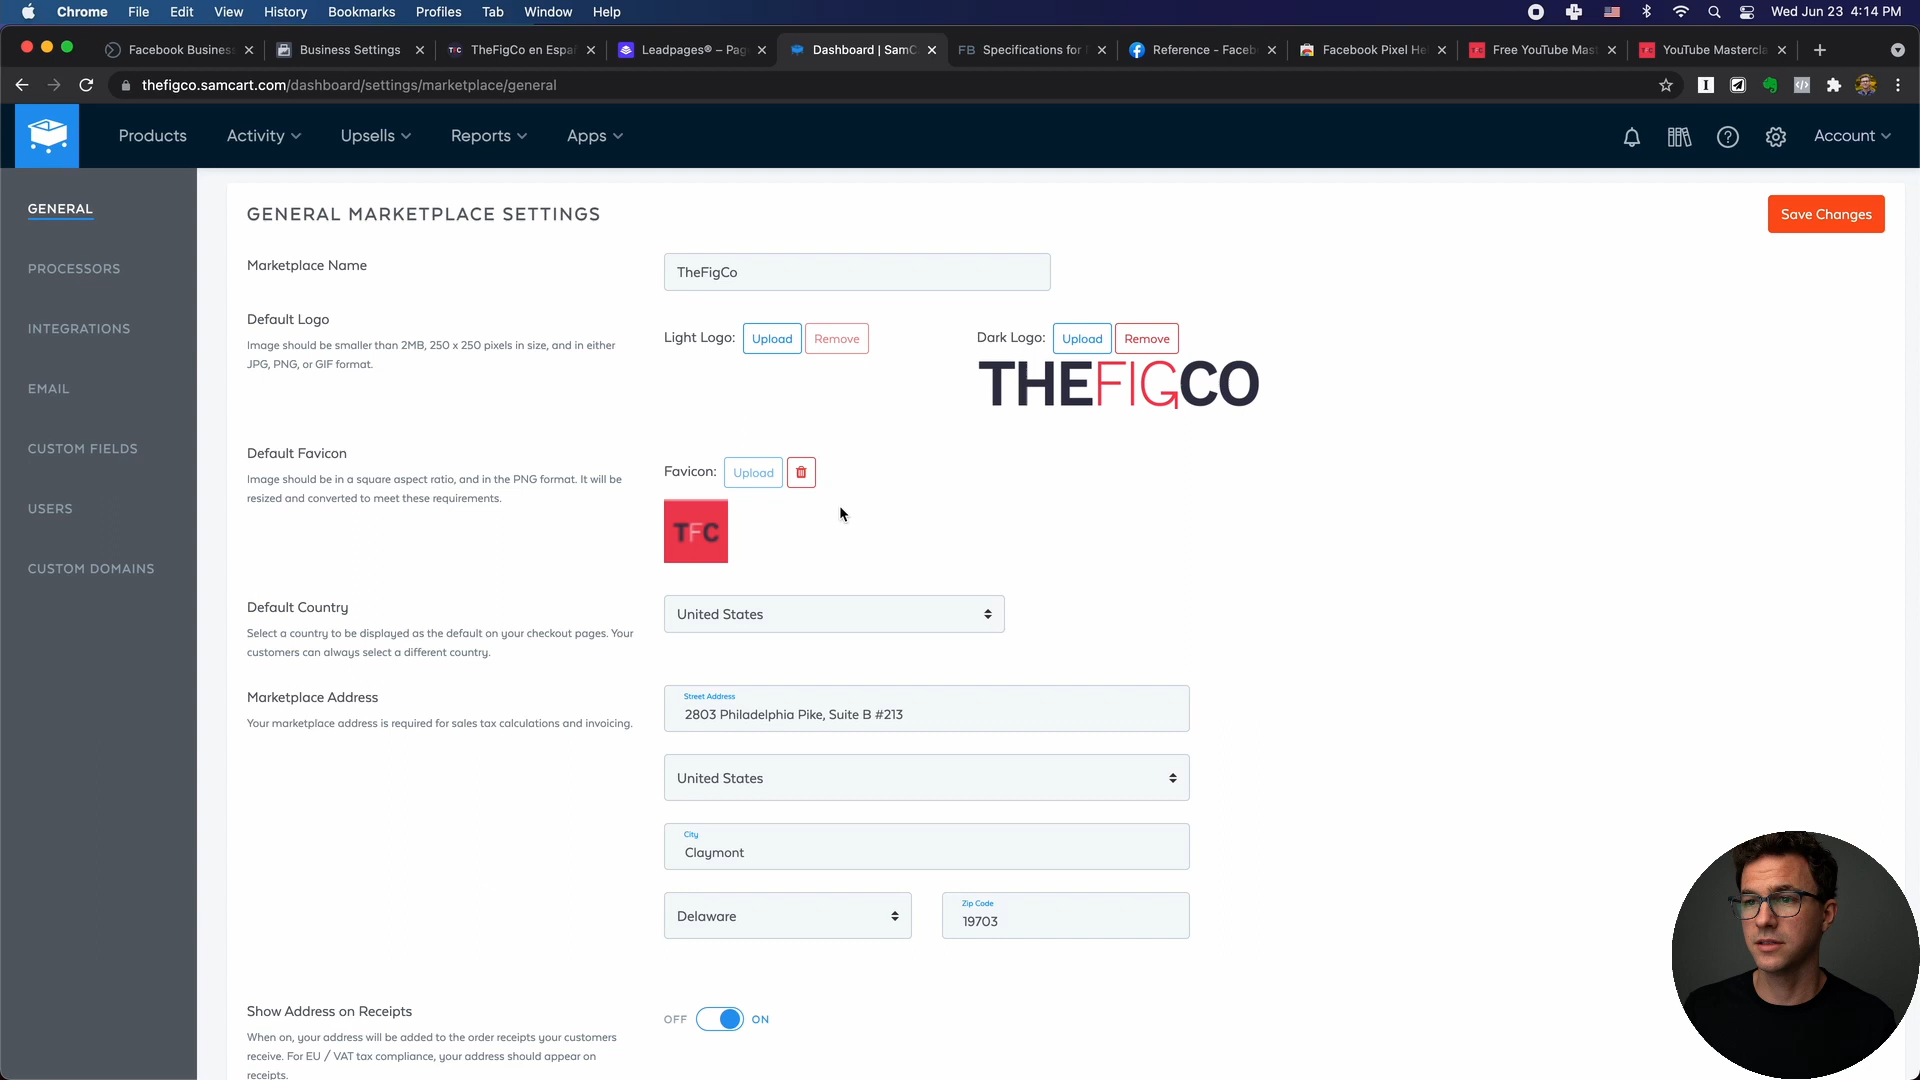 Chrome File Edit View History Bookmarks Profiles Tab Window Help Wed Jun 23 4:14 PM
Facebook Business Business Settings TheFigCo en Espa Leadpages® – Pag Dashboard | SamC FB Specifications for Reference - Faceb Facebook Pixel He Free YouTube Mas YouTube Mastercla
thefigco.samcart.com/dashboard/settings/marketplace/general
Products Activity Upsells Reports Apps Account
GENERAL
PROCESSORS
INTEGRATIONS
EMAIL
CUSTOM FIELDS
USERS
CUSTOM DOMAINS
GENERAL MARKETPLACE SETTINGS
Save Changes
Marketplace Name
TheFigCo
Default Logo
Image should be smaller than 2MB, 250 x 250 pixels in size, and in either
JPG, PNG, or GIF format.
Light Logo: Upload Remove
Dark Logo: Upload Remove
THEFIGCO
Default Favicon
Image should be in a square aspect ratio, and in the PNG format. It will be
resized and converted to meet these requirements.
Favicon: Upload
TFC
Default Country
Select a country to be displayed as the default on your checkout pages. Your
customers can always select a different country.
United States
Marketplace Address
Your marketplace address is required for sales tax calculations and invoicing.
Street Address
2803 Philadelphia Pike, Suite B #213
United States
City
Claymont
Delaware
Zip Code
19703
Show Address on Receipts
When on, your address will be added to the order receipts your customers
receive. For EU / VAT tax compliance, your address should appear on
receipts.
OFF ON